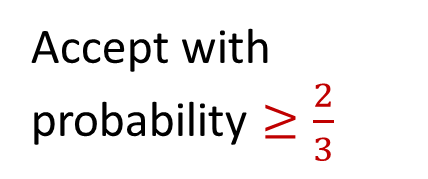 Accept with
probability ≥ 2/3